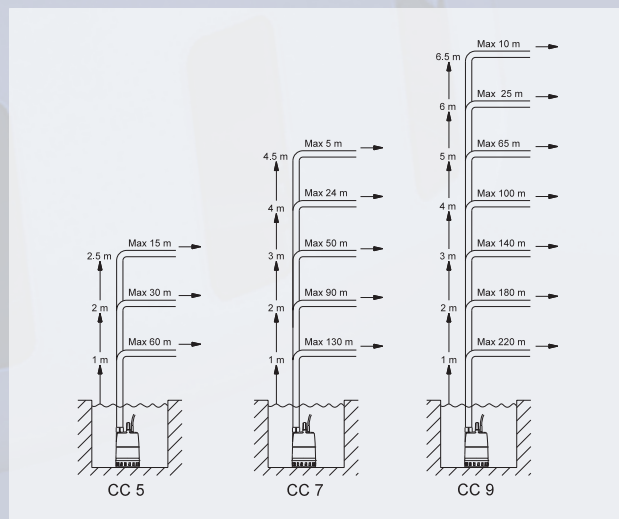 Max 15 m
2.5 m
Max 30 m
2 m
Max 60 m
1 m
CC 5
Max 5 m
4.5 m
Max 24 m
4 m
Max 50 m
3 m
Max 90 m
2 m
Max 130 m
1 m
CC 7
Max 10 m
6.5 m
Max 25 m
6 m
Max 65 m
5 m
Max 100 m
4 m
Max 140 m
3 m
Max 180 m
2 m
Max 220 m
1 m
CC 9